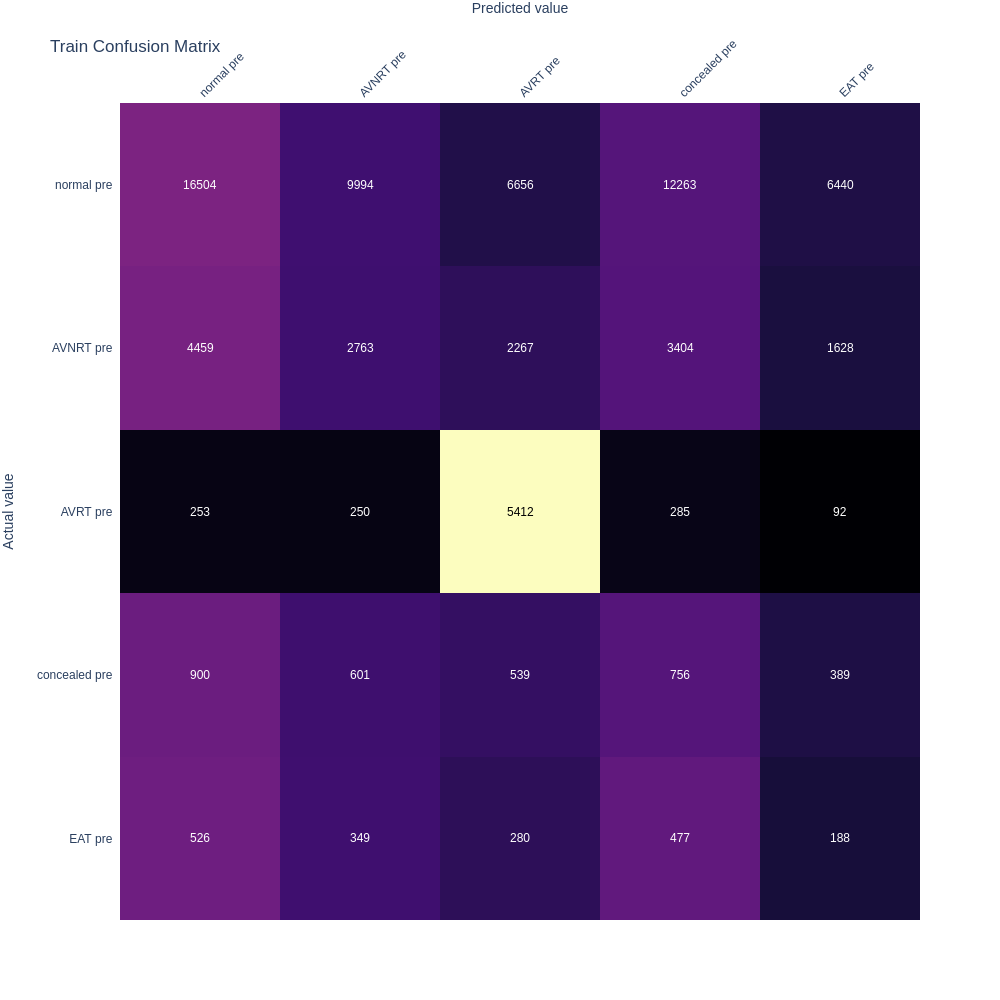 Predicted value
Train Confusion Matrix
normal pre AVNRT pre AVRT pre concealed pre EAT pre
normal pre 16504 9994 6656 12263 6440
AVNRT pre 4459 2763 2267 3404 1628
Actual value
AVRT pre 253 250 5412 285 92
concealed pre 900 601 539 756 389
EAT pre 526 349 280 477 188